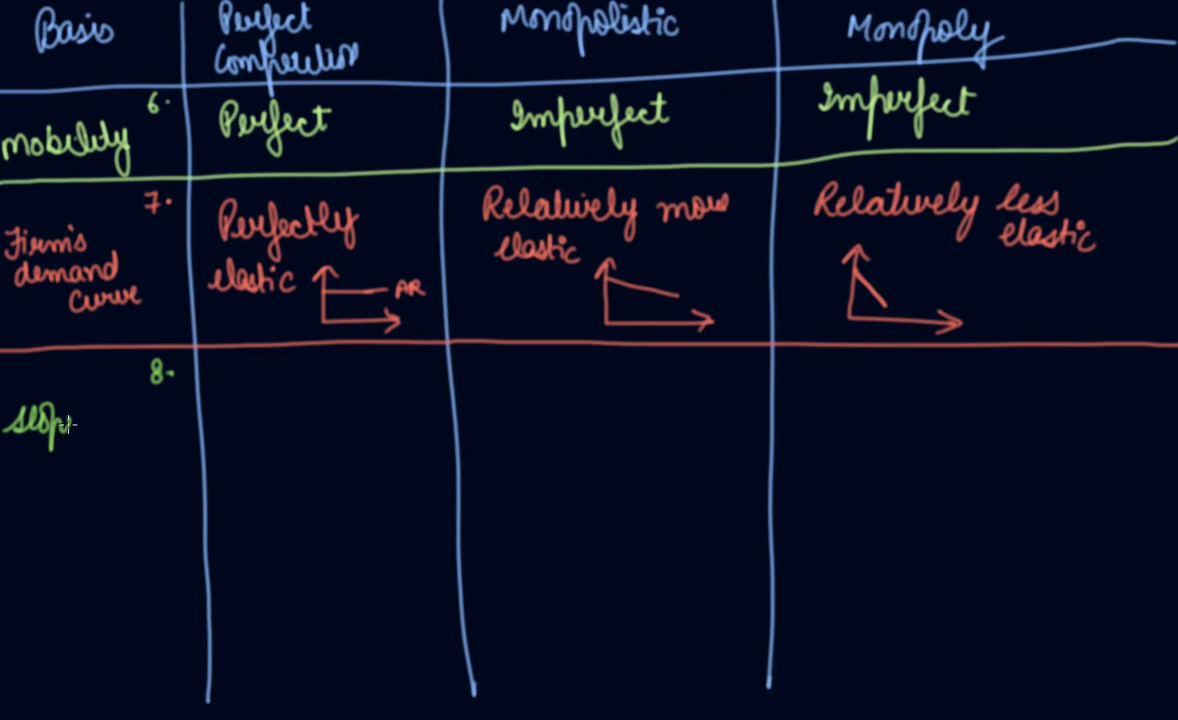 Basis Perfect Competition Monopolistic Monopoly
6.
Mobility Perfect Imperfect Imperfect
7.
Firm's demand curve Perfectly elastic AR Relatively more elastic Relatively less elastic
8.
Slope